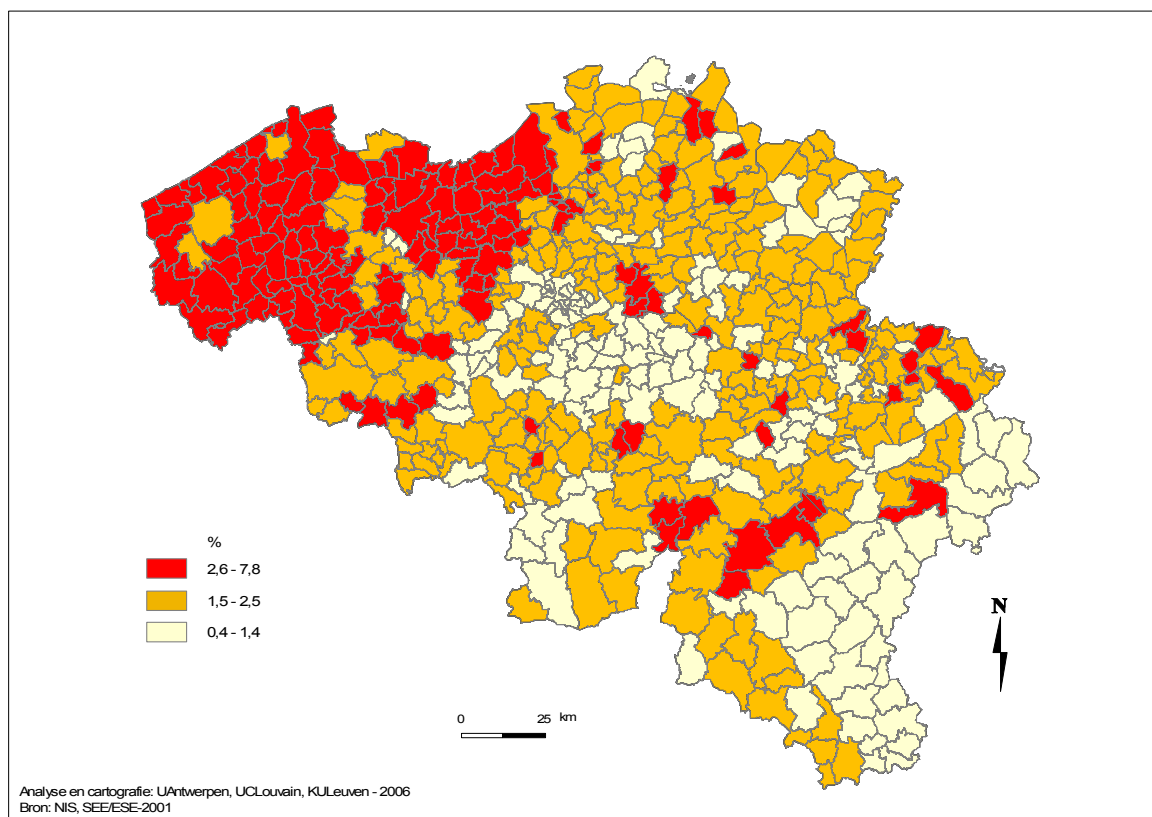 %
2,6 - 7,8
1,5 - 2,5
0,4 - 1,4
N
0 25 km
Analyse en cartografie: UAntwerpen, UCLouvain, KULeuven - 2006
Bron: NIS, SEE/ESE-2001